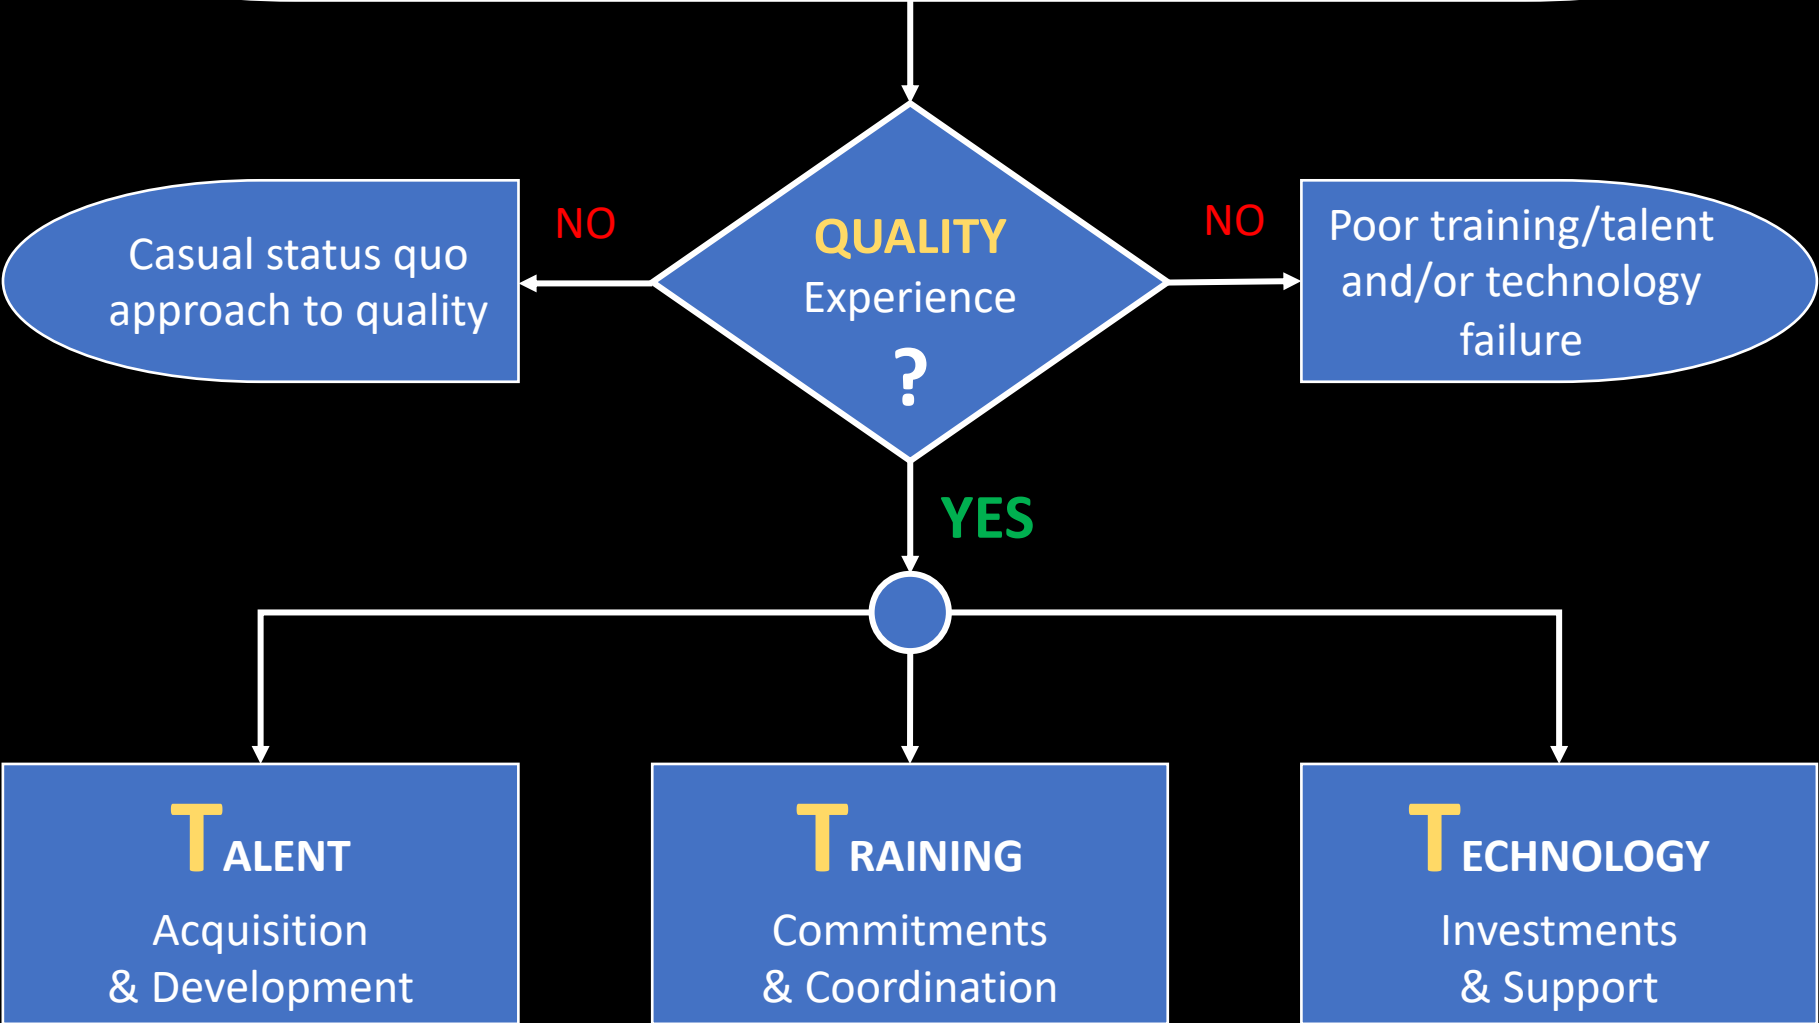 QUALITY
Experience
?
NO
Casual status quo
approach to quality
NO
Poor training/talent
and/or technology
failure
YES
TALENT
Acquisition
& Development
TRAINING
Commitments
& Coordination
TECHNOLOGY
Investments
& Support